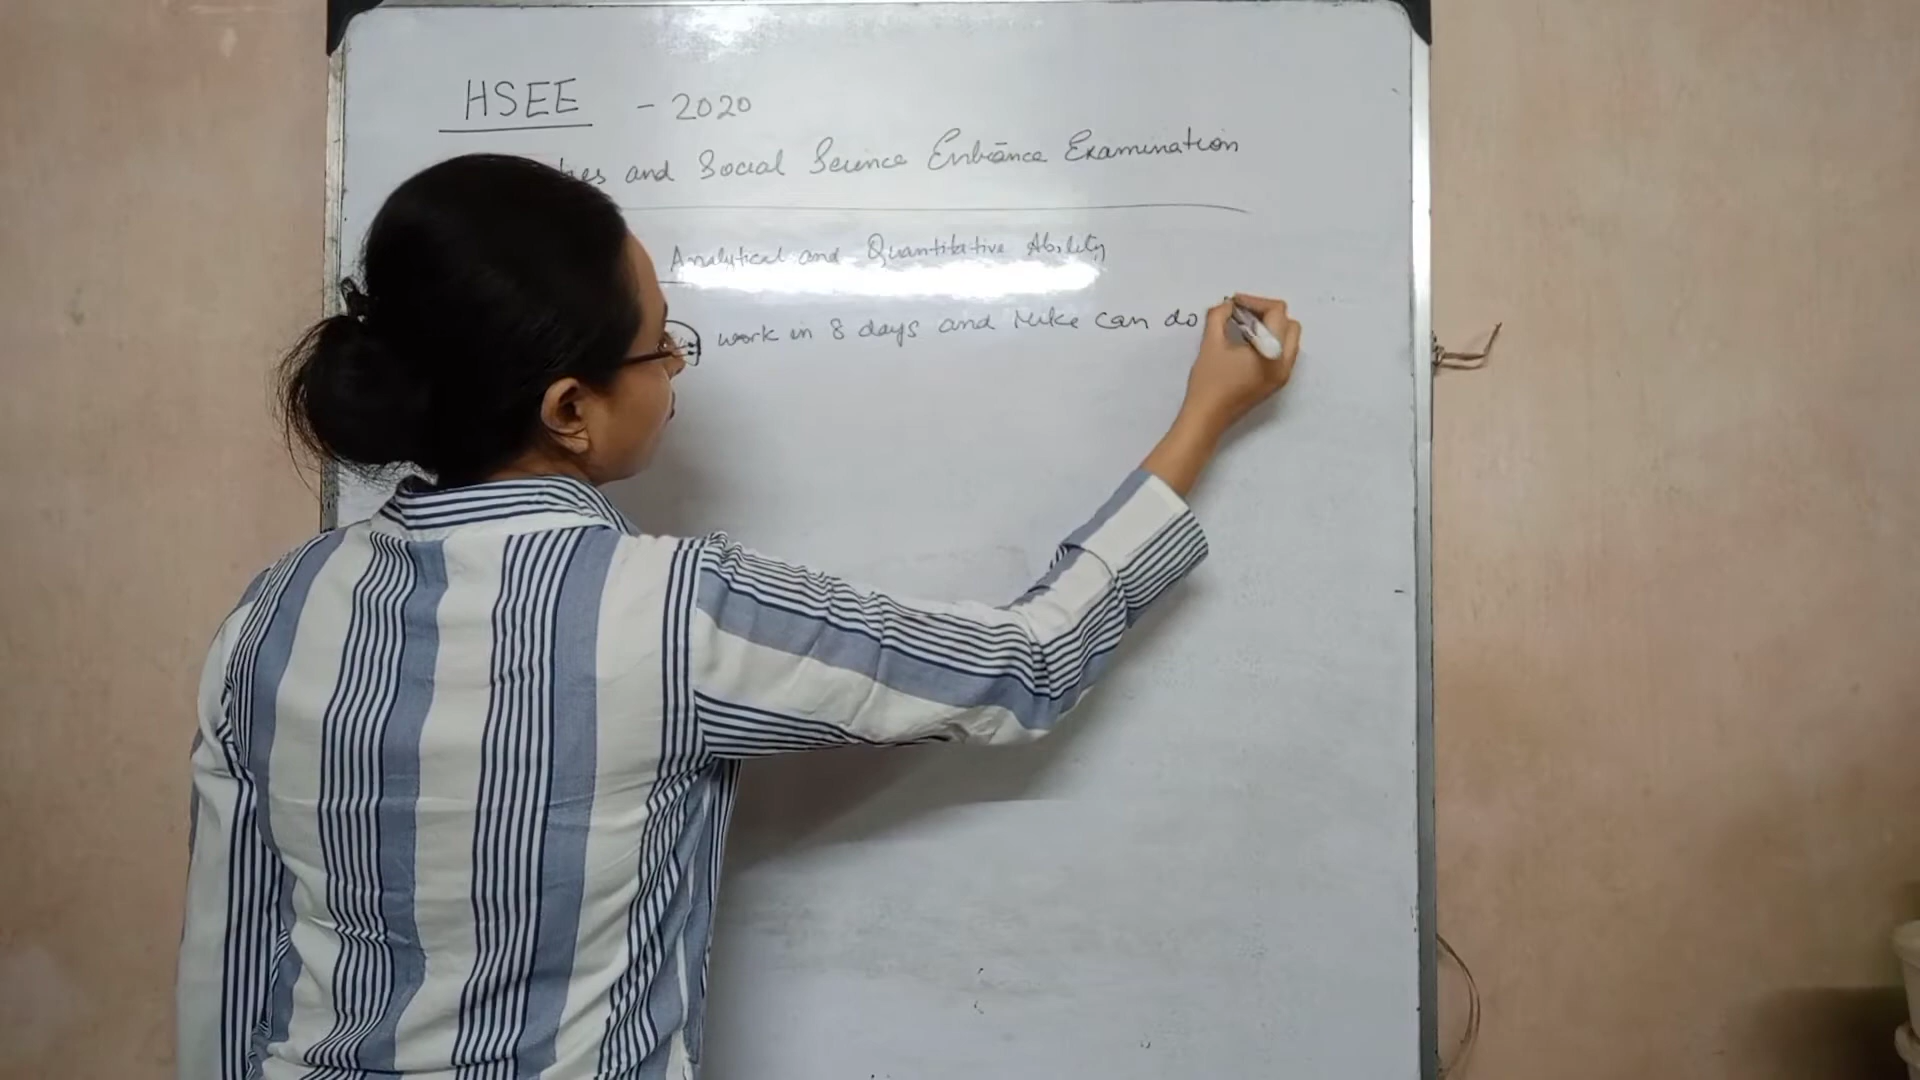 HSEE - 2020
and Social Science Entrance Examination
Analytical and Quantitative Ability
work in 8 days and Mike can do